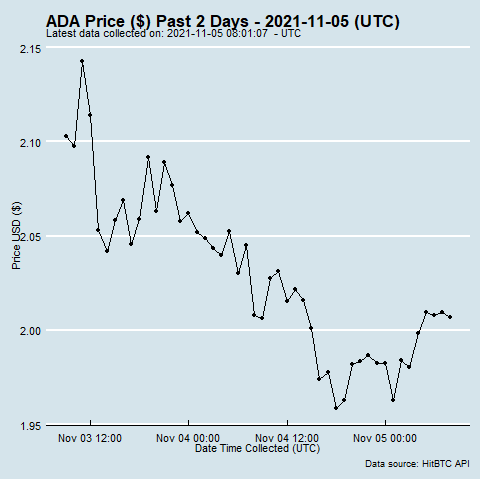 ADA Price ($) Past 2 Days - 2021-11-05 (UTC)
Latest data collected on: 2021-11-05 08:01:07 - UTC
2.15
2.10
2.05
2.00
1.95
Price USD ($)
Nov 03 12:00 Nov 04 00:00 Nov 04 12:00 Nov 05 00:00
Date Time Collected (UTC)
Data source: HitBTC API